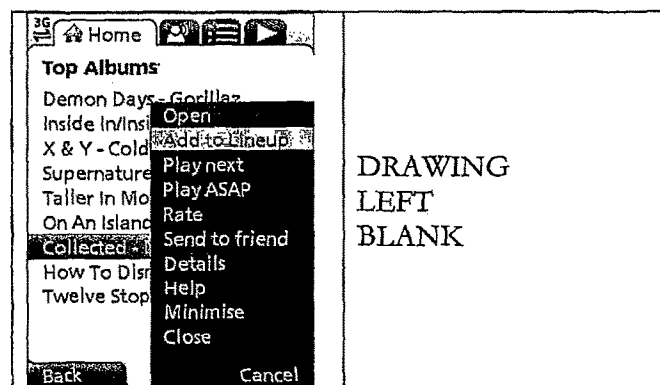 3G Home
Top Albums
Demon Days - Gorillaz
Inside In/Insi
X & Y - Cold
Supernature
Taller In Mo
On An Island
Collected -
How To Disr
Twelve Stop
Open
Add to Lineup
Play next
Play ASAP
Rate
Send to friend
Details
Help
Minimise
Close
Back Cancel
DRAWING
LEFT
BLANK